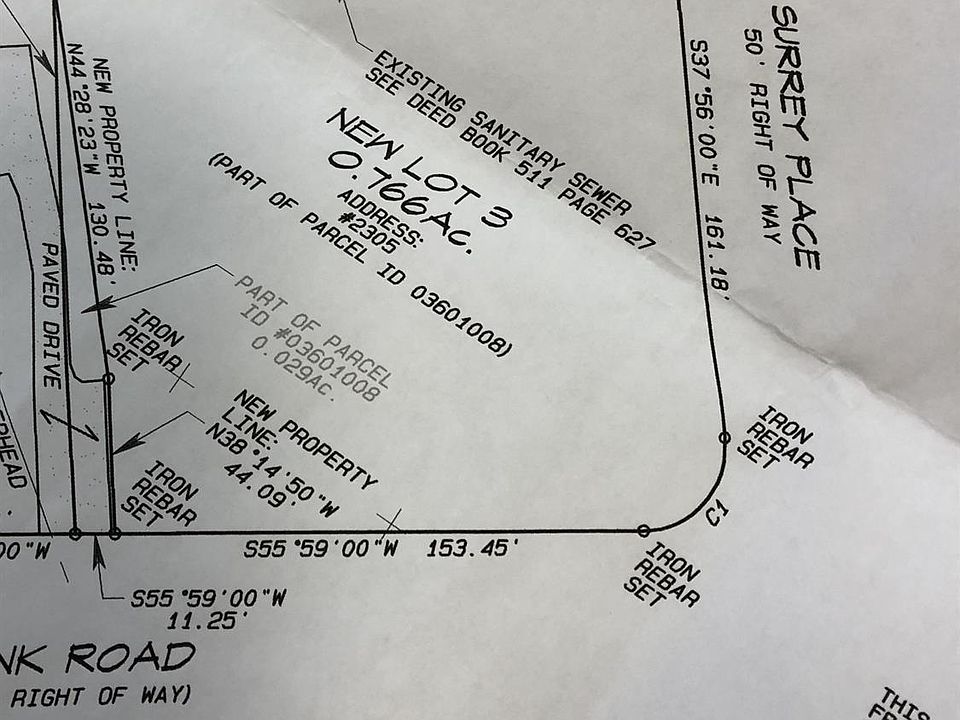 SURREY PLACE
50' RIGHT OF WAY
S37°56'00"E 161.18'
EXISTING SANITARY SEWER
SEE DEED BOOK 511 PAGE 627
NEW PROPERTY LINE:
N44°28'23"W 130.48'
NEW LOT 3
0.766AC.
ADDRESS:
#2305
(PART OF PARCEL ID 03601008)
PAVED DRIVE
PART OF PARCEL
ID #03601008
0.029AC.
IRON
REBAR
SET
NEW PROPERTY
LINE:
N38°14'50"W
44.09'
IRON
REBAR
SET
IRON
REBAR
SET
C1
IRON
REBAR
SET
S55°59'00"W 153.45'
00"W
S55°59'00"W
11.25'
NK ROAD
RIGHT OF WAY)
THIS